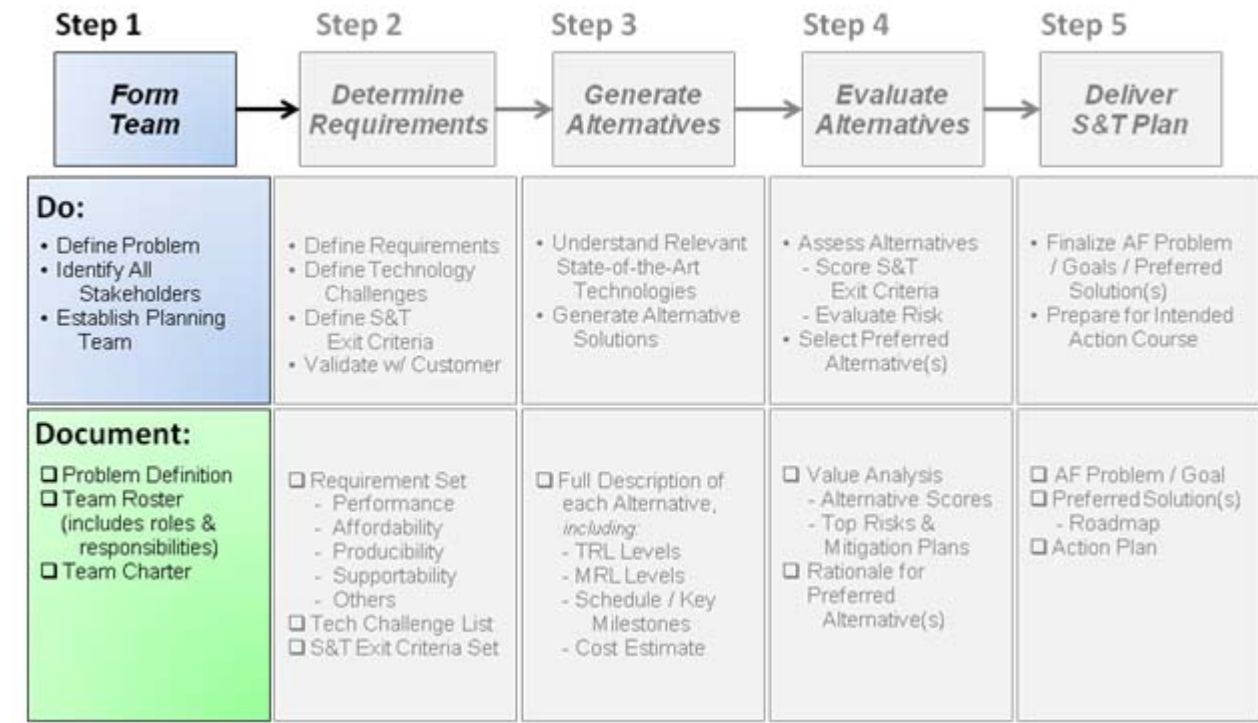 Step 1
Step 2
Step 3
Step 4
Step 5
Form
Team
Determine
Requirements
Generate
Alternatives
Evaluate
Alternatives
Deliver
S&T Plan
Do:
• Define Problem
• Identify All
Stakeholders
• Establish Planning
Team
• Define Requirements
• Define Technology
Challenges
• Define S&T
Exit Criteria
• Validate w/ Customer
• Understand Relevant
State-of-the-Art
Technologies
• Generate Alternative
Solutions
• Assess Alternatives
- Score S&T
Exit Criteria
- Evaluate Risk
• Select Preferred
Alternative(s)
• Finalize AF Problem
/ Goals / Preferred
Solution(s)
• Prepare for Intended
Action Course
Document:
❑ Problem Definition
❑ Team Roster
(includes roles &
responsibilities)
❑ Team Charter
❑ Requirement Set
- Performance
- Affordability
- Producibility
- Supportability
- Others
❑ Tech Challenge List
❑ S&T Exit Criteria Set
❑ Full Description of
each Alternative,
including:
- TRL Levels
- MRL Levels
- Schedule / Key
Milestones
- Cost Estimate
❑ Value Analysis
- Alternative Scores
- Top Risks &
Mitigation Plans
❑ Rationale for
Preferred
Alternative(s)
❑ AF Problem / Goal
❑ Preferred Solution(s)
- Roadmap
❑ Action Plan